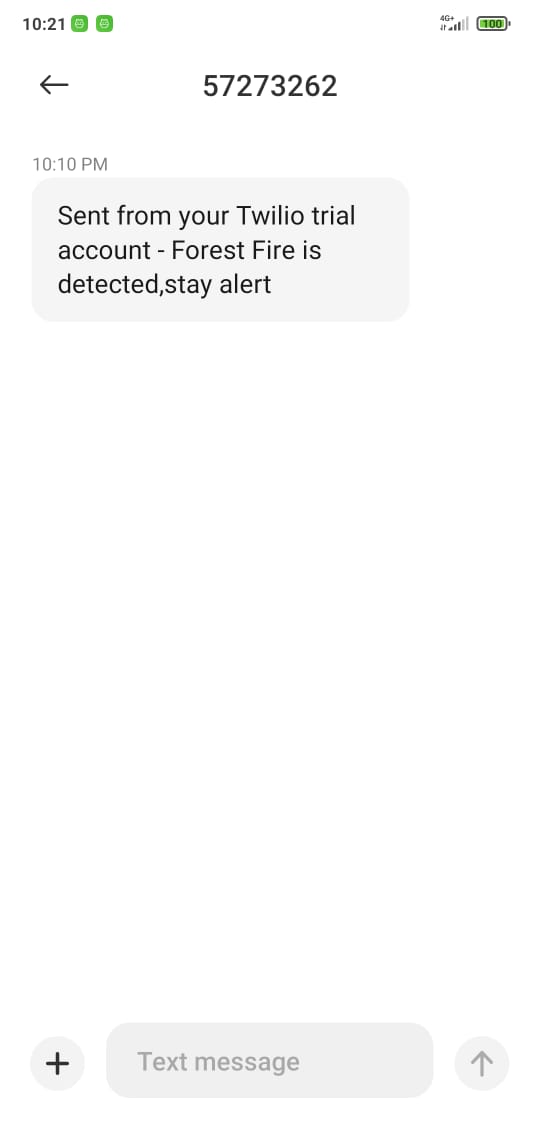 10:21
4G+
100
57273262
10:10 PM
Sent from your Twilio trial
account - Forest Fire is
detected,stay alert
Text message